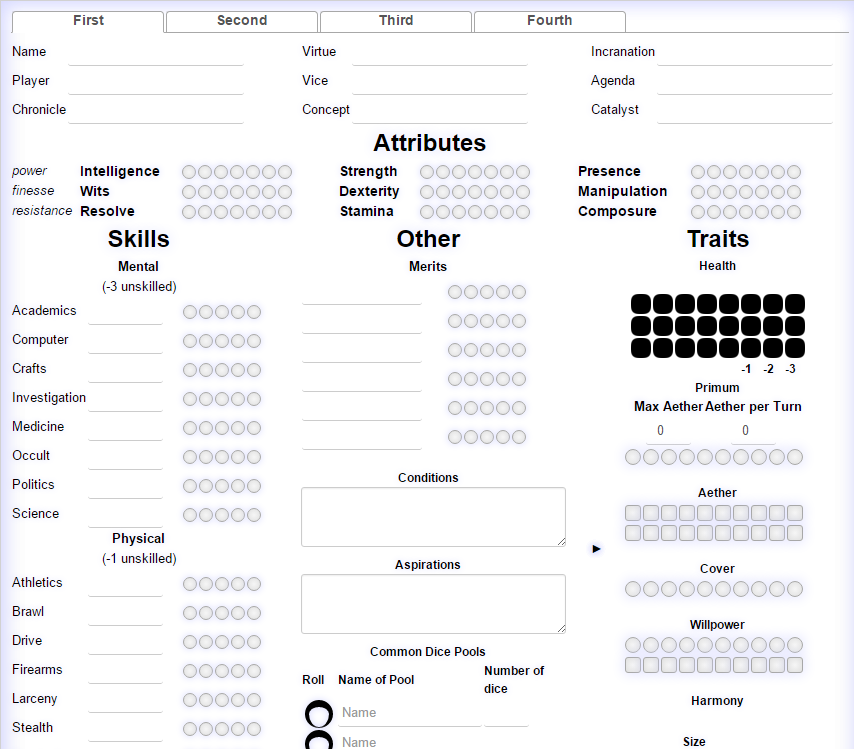 First Second Third Fourth
Name Virtue Incranation
Player Vice Agenda
Chronicle Concept Catalyst
Attributes
power Intelligence Strength Presence
finesse Wits Dexterity Manipulation
resistance Resolve Stamina Composure
Skills
Mental
(-3 unskilled)
Academics
Computer
Crafts
Investigation
Medicine
Occult
Politics
Science
Physical
(-1 unskilled)
Athletics
Brawl
Drive
Firearms
Larceny
Stealth
Other
Merits
Conditions
Aspirations
Common Dice Pools
Roll Name of Pool Number of
dice
Name
Name
Traits
Health
-1 -2 -3
Primum
Max Aether Aether per Turn
0 0
Aether
Cover
Willpower
Harmony
Size